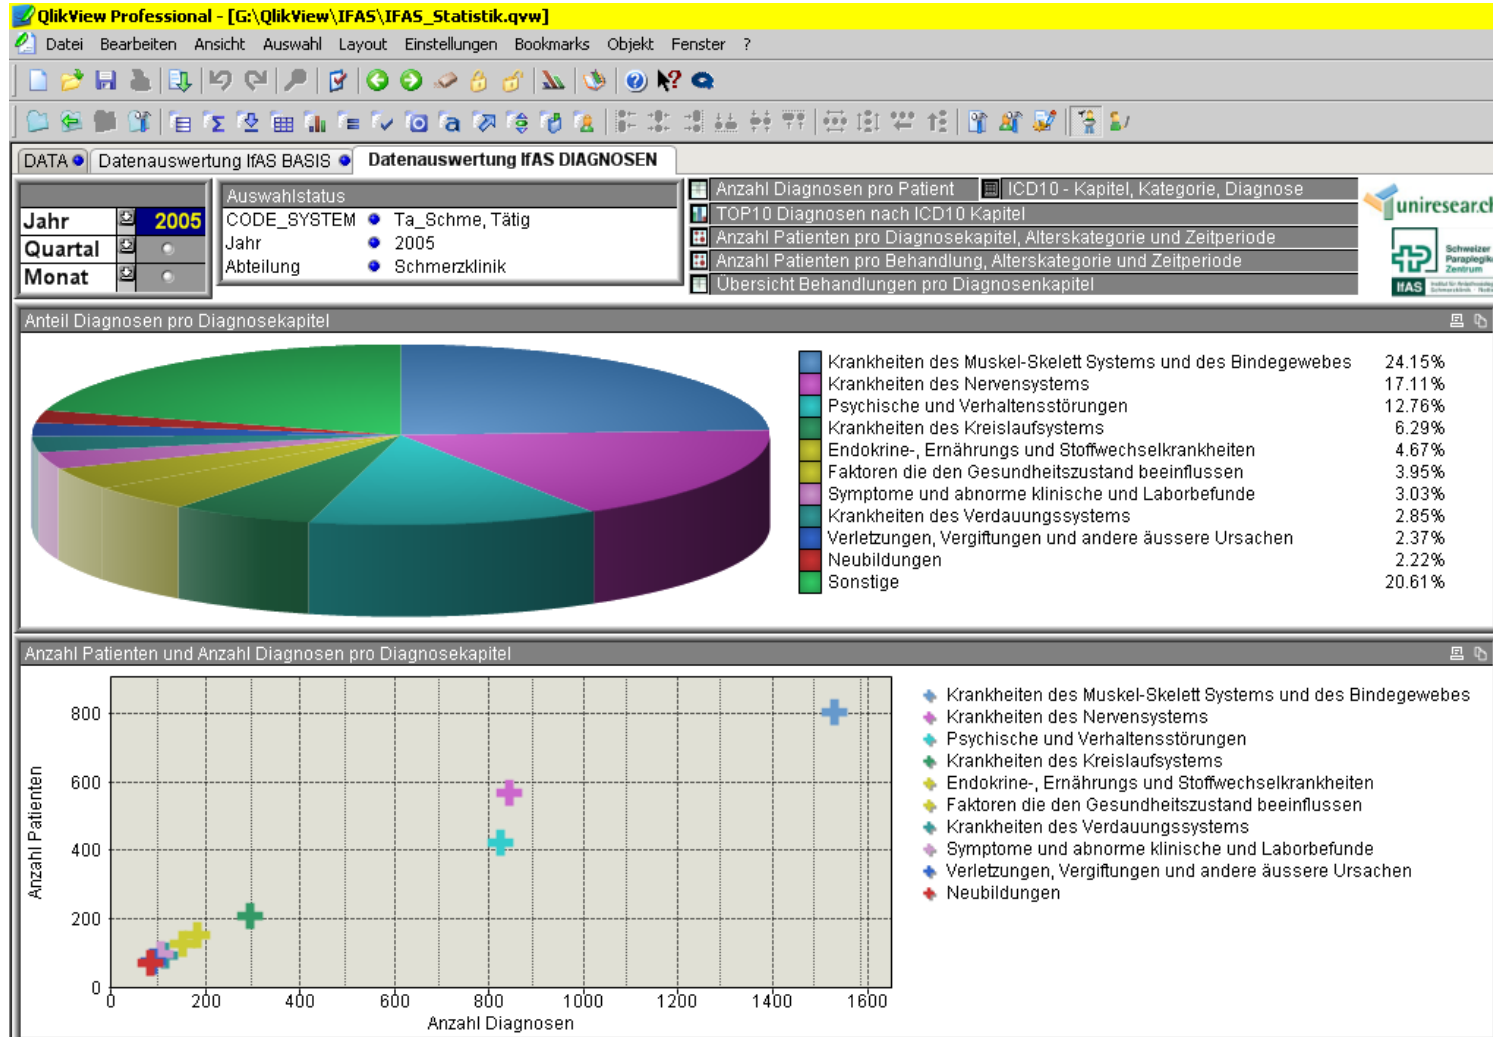 QlikView Professional - [G:\QlikView\IFAS\IFAS_Statistik.qvw]
Datei Bearbeiten Ansicht Auswahl Layout Einstellungen Bookmarks Objekt Fenster ?
DATA Datenauswertung IfAS BASIS Datenauswertung IfAS DIAGNOSEN
Jahr 2005
Quartal
Monat
Auswahlstatus
CODE_SYSTEM Ta_Schme, Tätig
Jahr 2005
Abteilung Schmerzklinik
Anzahl Diagnosen pro Patient ICD10 - Kapitel, Kategorie, Diagnose
TOP10 Diagnosen nach ICD10 Kapitel
Anzahl Patienten pro Diagnosekapitel, Alterskategorie und Zeitperiode
Anzahl Patienten pro Behandlung, Alterskategorie und Zeitperiode
Übersicht Behandlungen pro Diagnosenkapitel
uniresear.ch
Schweizer
Paraplegik
Zentrum
IfAS
Anteil Diagnosen pro Diagnosekapitel
Krankheiten des Muskel-Skelett Systems und des Bindegewebes 24.15%
Krankheiten des Nervensystems 17.11%
Psychische und Verhaltensstörungen 12.76%
Krankheiten des Kreislaufsystems 6.29%
Endokrine-, Ernährungs und Stoffwechselkrankheiten 4.67%
Faktoren die den Gesundheitszustand beeinflussen 3.95%
Symptome und abnorme klinische und Laborbefunde 3.03%
Krankheiten des Verdauungssystems 2.85%
Verletzungen, Vergiftungen und andere äussere Ursachen 2.37%
Neubildungen 2.22%
Sonstige 20.61%
Anzahl Patienten und Anzahl Diagnosen pro Diagnosekapitel
Anzahl Patienten
800
600
400
200
0
0 200 400 600 800 1000 1200 1400 1600
Anzahl Diagnosen
Krankheiten des Muskel-Skelett Systems und des Bindegewebes
Krankheiten des Nervensystems
Psychische und Verhaltensstörungen
Krankheiten des Kreislaufsystems
Endokrine-, Ernährungs und Stoffwechselkrankheiten
Faktoren die den Gesundheitszustand beeinflussen
Krankheiten des Verdauungssystems
Symptome und abnorme klinische und Laborbefunde
Verletzungen, Vergiftungen und andere äussere Ursachen
Neubildungen